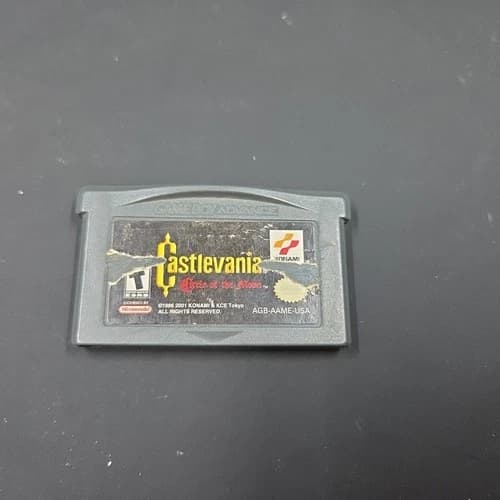 GAME BOY ADVANCE
Castlevania
Circle of the Moon
KONAMI
T
LICENSED BY
Nintendo
©1986 2001 KONAMI & KCE Tokyo
ALL RIGHTS RESERVED.
AGB-AAME-USA